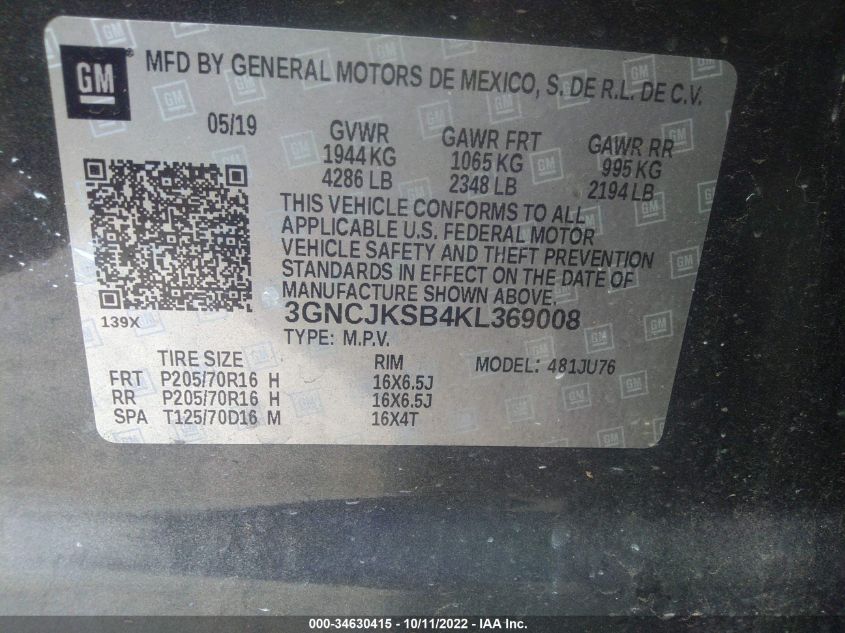 GM
MFD BY GENERAL MOTORS DE MEXICO, S. DE R.L. DE C.V.
05/19
GVWR GAWR FRT GAWR RR
1944 KG 1065 KG 995 KG
4286 LB 2348 LB 2194 LB
THIS VEHICLE CONFORMS TO ALL
APPLICABLE U.S. FEDERAL MOTOR
VEHICLE SAFETY AND THEFT PREVENTION
STANDARDS IN EFFECT ON THE DATE OF
MANUFACTURE SHOWN ABOVE.
139X
3GNCJKSB4KL369008
TYPE: M.P.V.
TIRE SIZE RIM MODEL: 481JU76
FRT P205/70R16 H 16X6.5J
RR P205/70R16 H 16X6.5J
SPA T125/70D16 M 16X4T
000-34630415 - 10/11/2022 - IAA Inc.